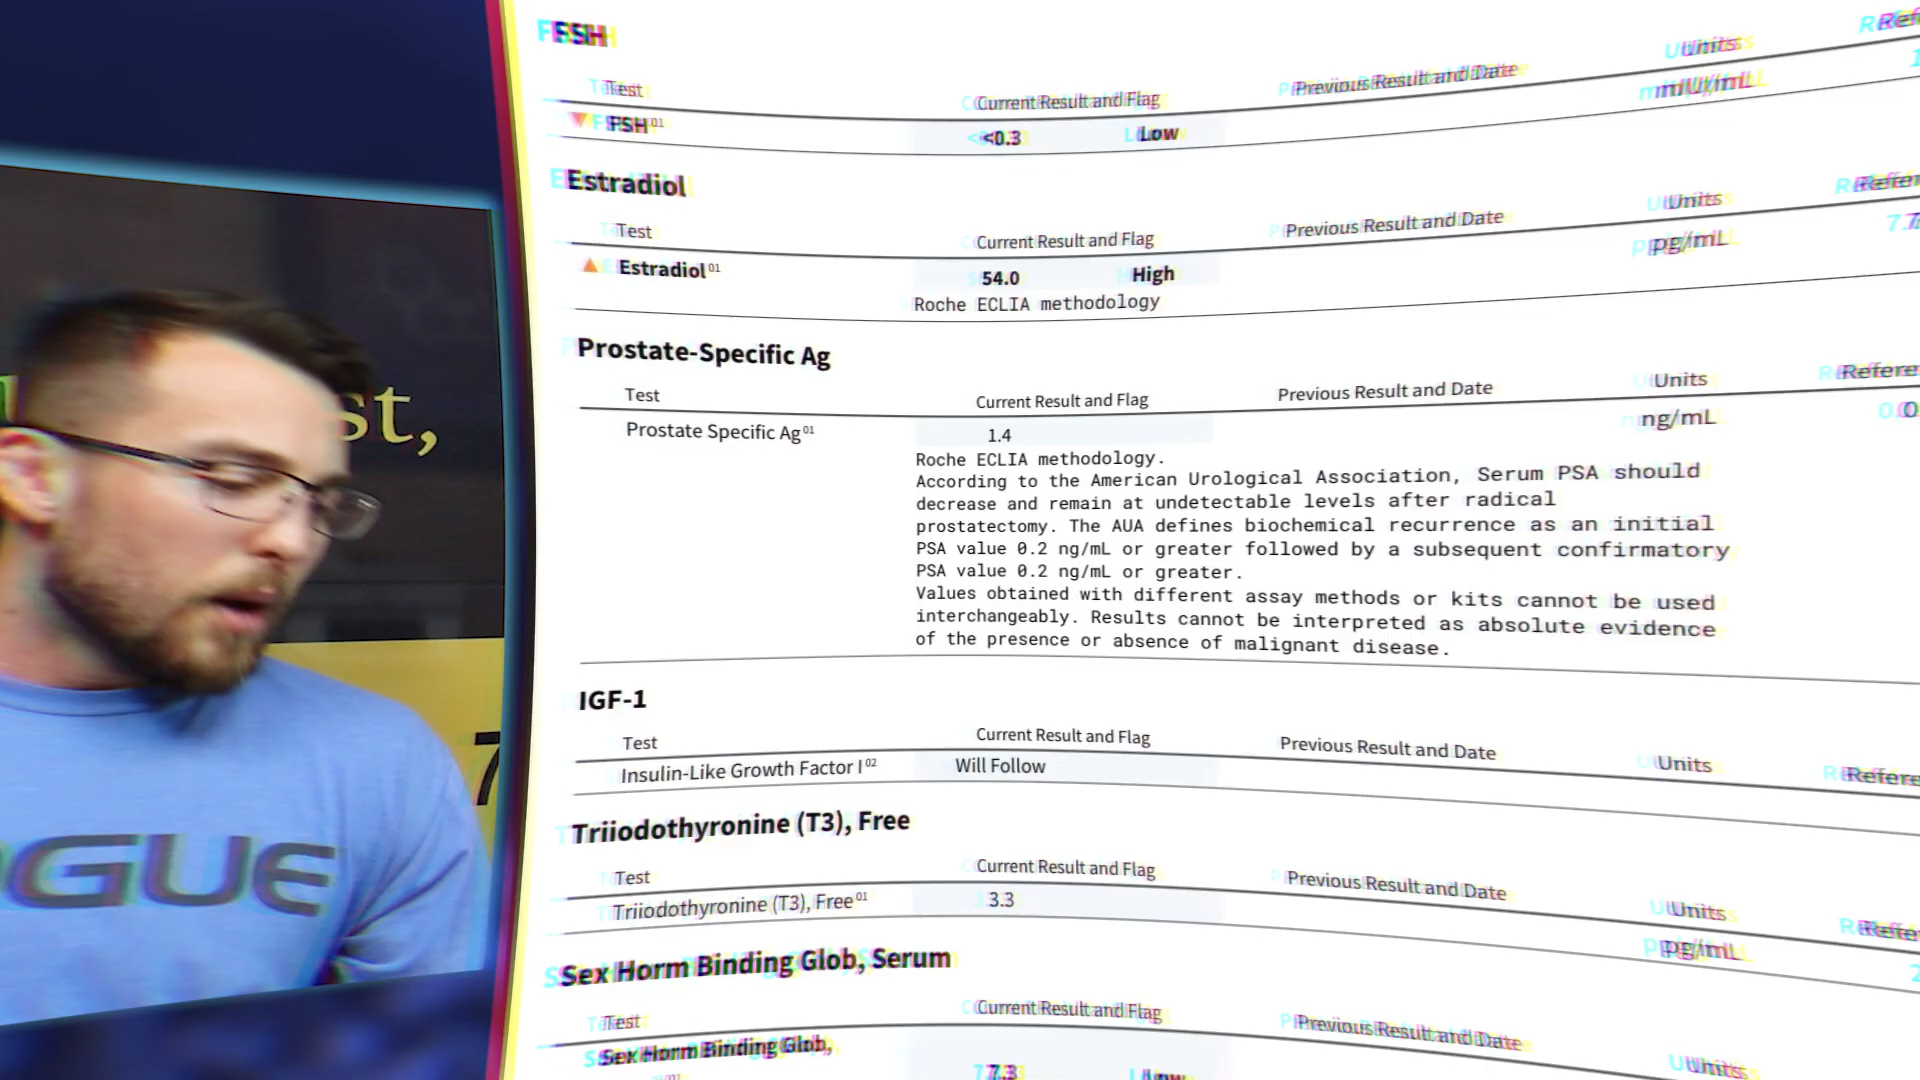 FSH
Test Current Result and Flag Previous Result and Date Units
FSH 01 <0.3 Low mIU/mL
Estradiol
Test Current Result and Flag Previous Result and Date Units
Estradiol 01 54.0 High pg/mL
Roche ECLIA methodology
Prostate-Specific Ag
Test Current Result and Flag Previous Result and Date Units
Prostate Specific Ag 01 1.4 ng/mL
Roche ECLIA methodology.
According to the American Urological Association, Serum PSA should
decrease and remain at undetectable levels after radical
prostatectomy. The AUA defines biochemical recurrence as an initial
PSA value 0.2 ng/mL or greater followed by a subsequent confirmatory
PSA value 0.2 ng/mL or greater.
Values obtained with different assay methods or kits cannot be used
interchangeably. Results cannot be interpreted as absolute evidence
of the presence or absence of malignant disease.
IGF-1
Test Current Result and Flag Previous Result and Date Units
Insulin-Like Growth Factor I 02 Will Follow
Triiodothyronine (T3), Free
Test Current Result and Flag Previous Result and Date Units
Triiodothyronine (T3), Free 01 3.3 pg/mL
Sex Horm Binding Glob, Serum
Test Current Result and Flag Previous Result and Date Units
Sex Horm Binding Glob, 7.3 Low
st,
7
OGUE